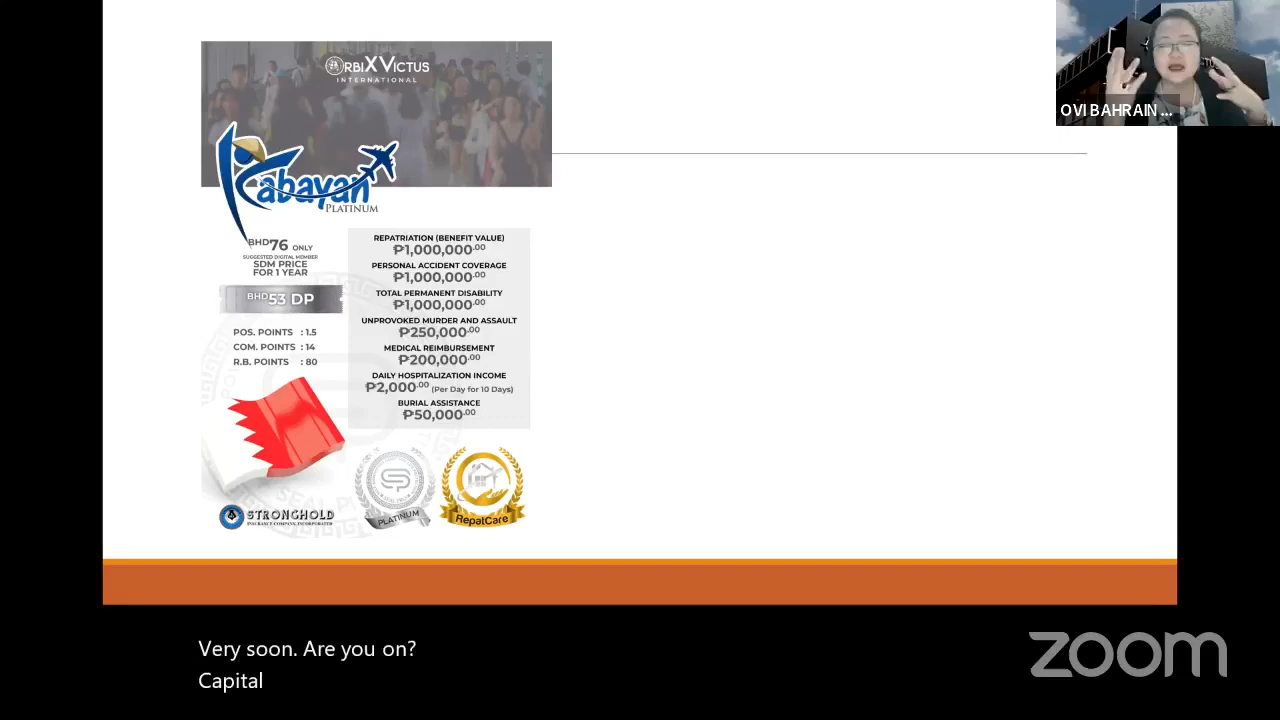 ORBIXVICTUS
INTERNATIONAL
Kabayan
PLATINUM
BHD76 ONLY
SUGGESTED DIGITAL MEMBER
SDM PRICE
FOR 1 YEAR
BHD53 DP
POS. POINTS : 1.5
COM. POINTS : 14
R.B. POINTS : 80
REPATRIATION (BENEFIT VALUE)
₱1,000,000.00
PERSONAL ACCIDENT COVERAGE
₱1,000,000.00
TOTAL PERMANENT DISABILITY
₱1,000,000.00
UNPROVOKED MURDER AND ASSAULT
₱250,000.00
MEDICAL REIMBURSEMENT
₱200,000.00
DAILY HOSPITALIZATION INCOME
₱2,000.00 (Per Day for 10 Days)
BURIAL ASSISTANCE
₱50,000.00
STRONGHOLD
INSURANCE COMPANY, INCORPORATED
PLATINUM
RepatCare
OVI BAHRAIN ...
Very soon. Are you on?
Capital
zoom